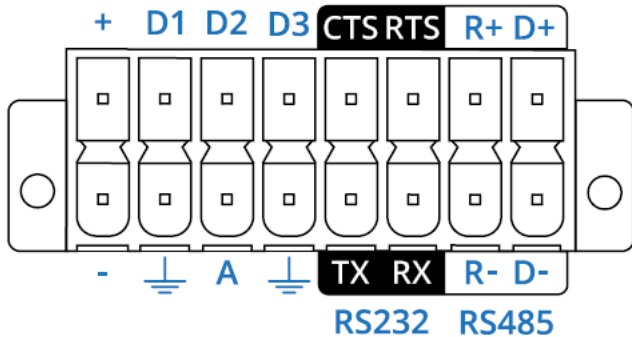 + D1 D2 D3 CTS RTS R+ D+
- A TX RX R- D-
RS232 RS485